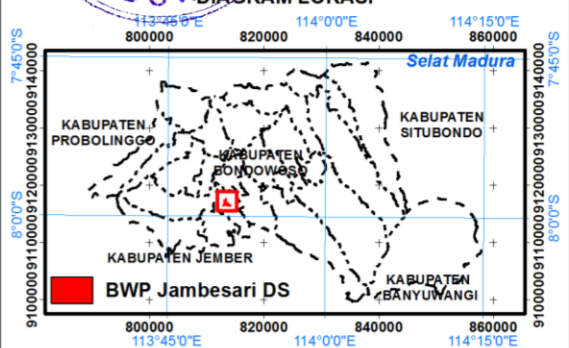 DIAGRAM LOKASI
113°45'0"E 114°0'0"E 114°15'0"E
800000 820000 840000 860000
7°45'0"S
8°0'0"S
9140000
9130000
9120000
9110000
9100000
Selat Madura
KABUPATEN
PROBOLINGGO
KABUPATEN
SITUBONDO
KABUPATEN
BONDOWOSO
KABUPATEN JEMBER
KABUPATEN
BANYUWANGI
BWP Jambesari DS
9140000
9130000
9120000
9110000
9100000
7°45'0"S
8°0'0"S
800000 820000 840000 860000
113°45'0"E 114°0'0"E 114°15'0"E